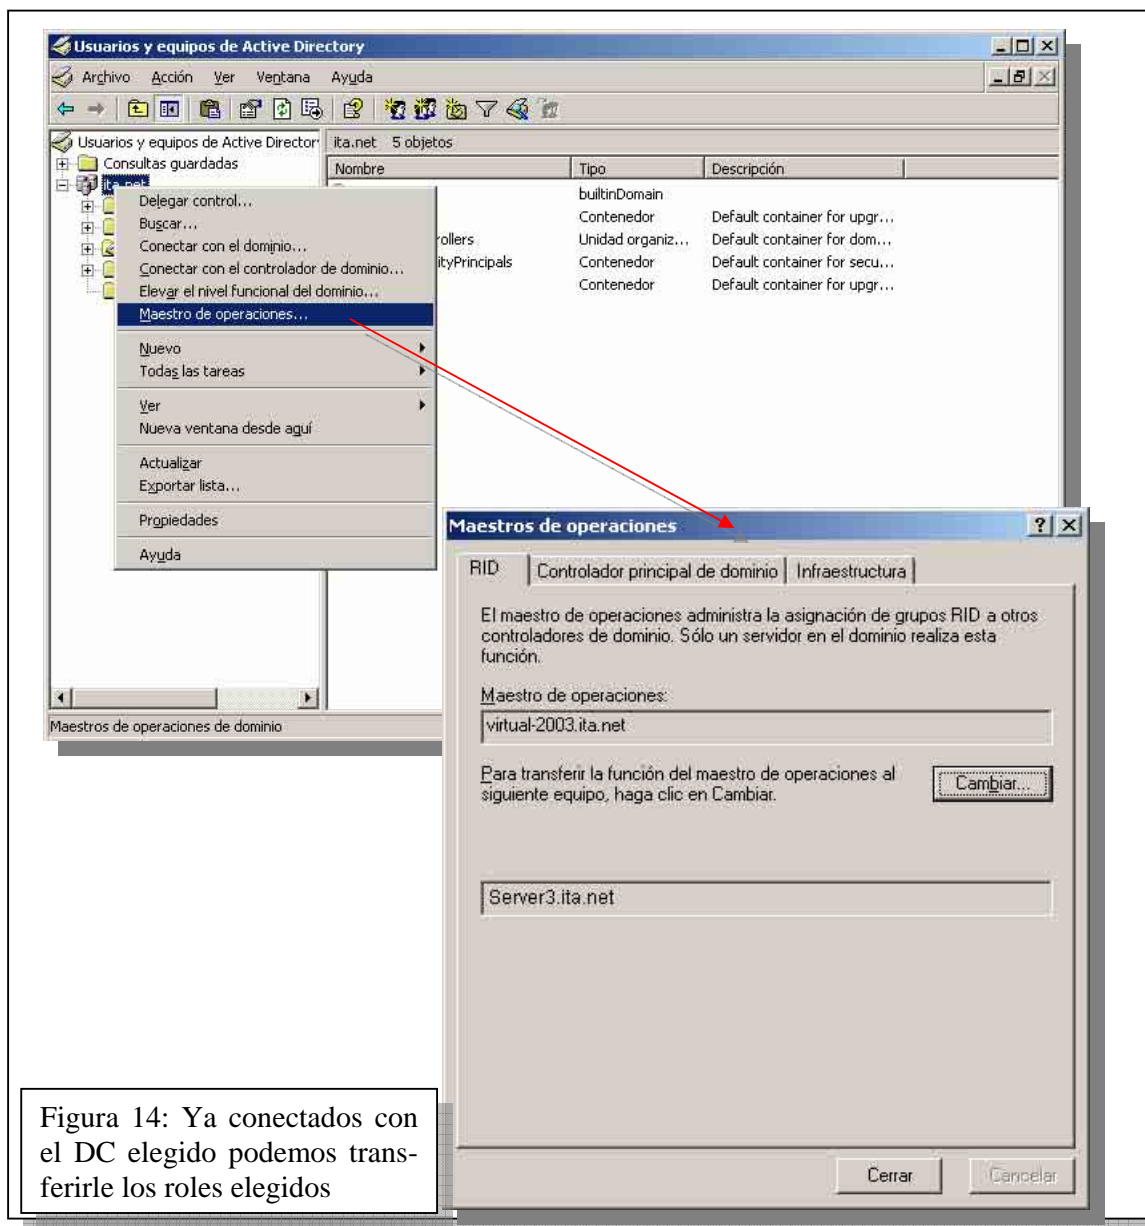 Usuarios y equipos de Active Directory
Archivo Acción Ver Ventana Ayuda
Usuarios y equipos de Active Director
ita.net 5 objetos
Consultas guardadas
Nombre Tipo Descripción
ita.net
builtinDomain
Contenedor Default container for upgr...
rollers Unidad organiz... Default container for dom...
ityPrincipals Contenedor Default container for secu...
Contenedor Default container for upgr...
Delegar control...
Buscar...
Conectar con el dominio...
Conectar con el controlador de dominio...
Elevar el nivel funcional del dominio...
Maestro de operaciones...
Nuevo
Todas las tareas
Ver
Nueva ventana desde aquí
Actualizar
Exportar lista...
Propiedades
Ayuda
Maestros de operaciones de dominio
Maestros de operaciones
RID Controlador principal de dominio Infraestructura
El maestro de operaciones administra la asignación de grupos RID a otros
controladores de dominio. Sólo un servidor en el dominio realiza esta
función.
Maestro de operaciones:
virtual-2003.ita.net
Para transferir la función del maestro de operaciones al
siguiente equipo, haga clic en Cambiar.
Cambiar...
Server3.ita.net
Cerrar Cancelar
Figura 14: Ya conectados con
el DC elegido podemos trans-
ferirle los roles elegidos